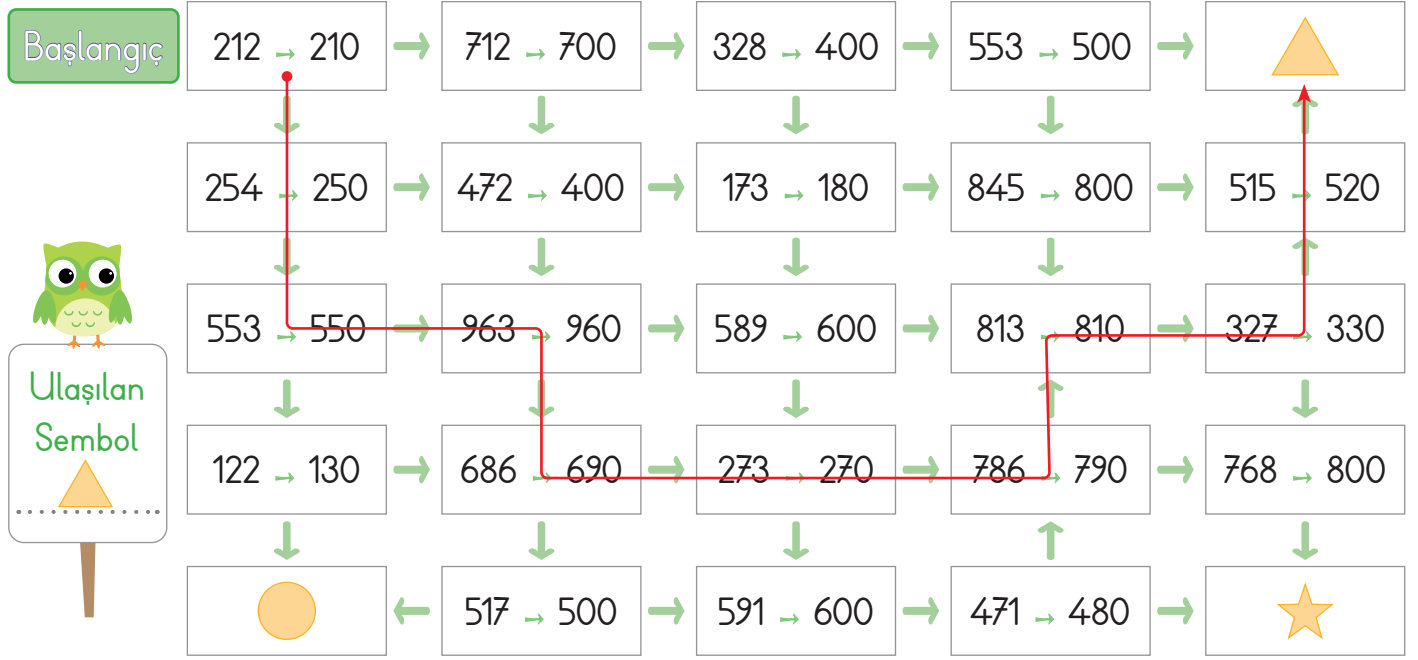 Başlangıç
212 → 210
712 → 700
328 → 400
553 → 500
254 → 250
472 → 400
173 → 180
845 → 800
515 → 520
553 → 550
963 → 960
589 → 600
813 → 810
327 → 330
Ulaşılan
Sembol
122 → 130
686 → 690
273 → 270
786 → 790
768 → 800
517 → 500
591 → 600
471 → 480